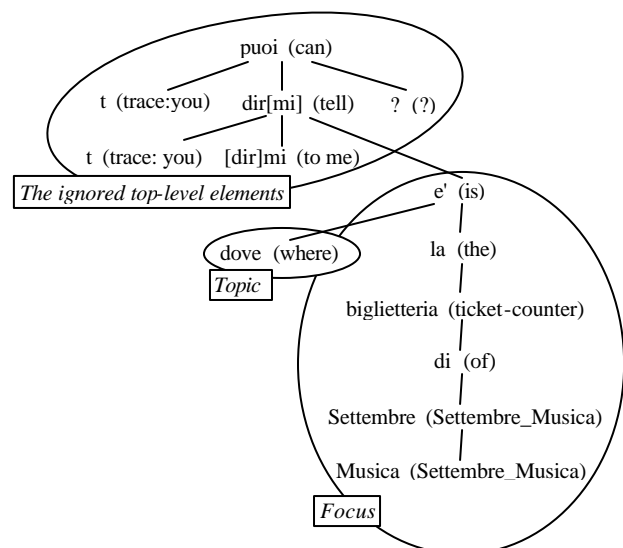 puoi (can)
t (trace:you) dir[mi] (tell) ? (?)
t (trace: you) [dir]mi (to me)
The ignored top-level elements
e' (is)
dove (where)
la (the)
Topic
biglietteria (ticket-counter)
di (of)
Settembre (Settembre_Musica)
Musica (Settembre_Musica)
Focus